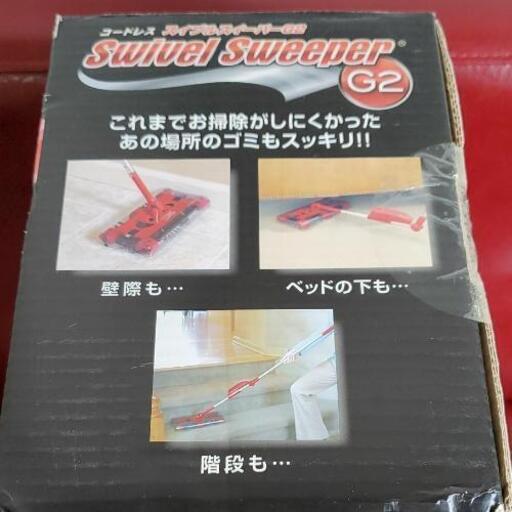 コードレス スイブルスイーパーG2
Swivel Sweeper®
G2
これまでお掃除がしにくかった
あの場所のゴミもスッキリ!!
壁際も…
ベッドの下も…
階段も…